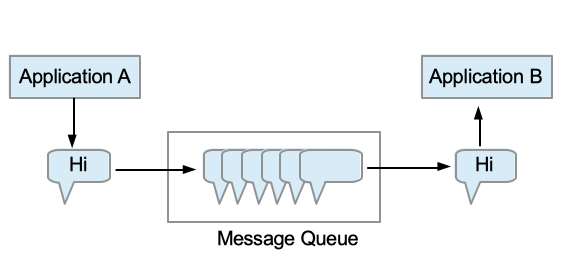 Application A
Application B
Hi
Hi
Message Queue